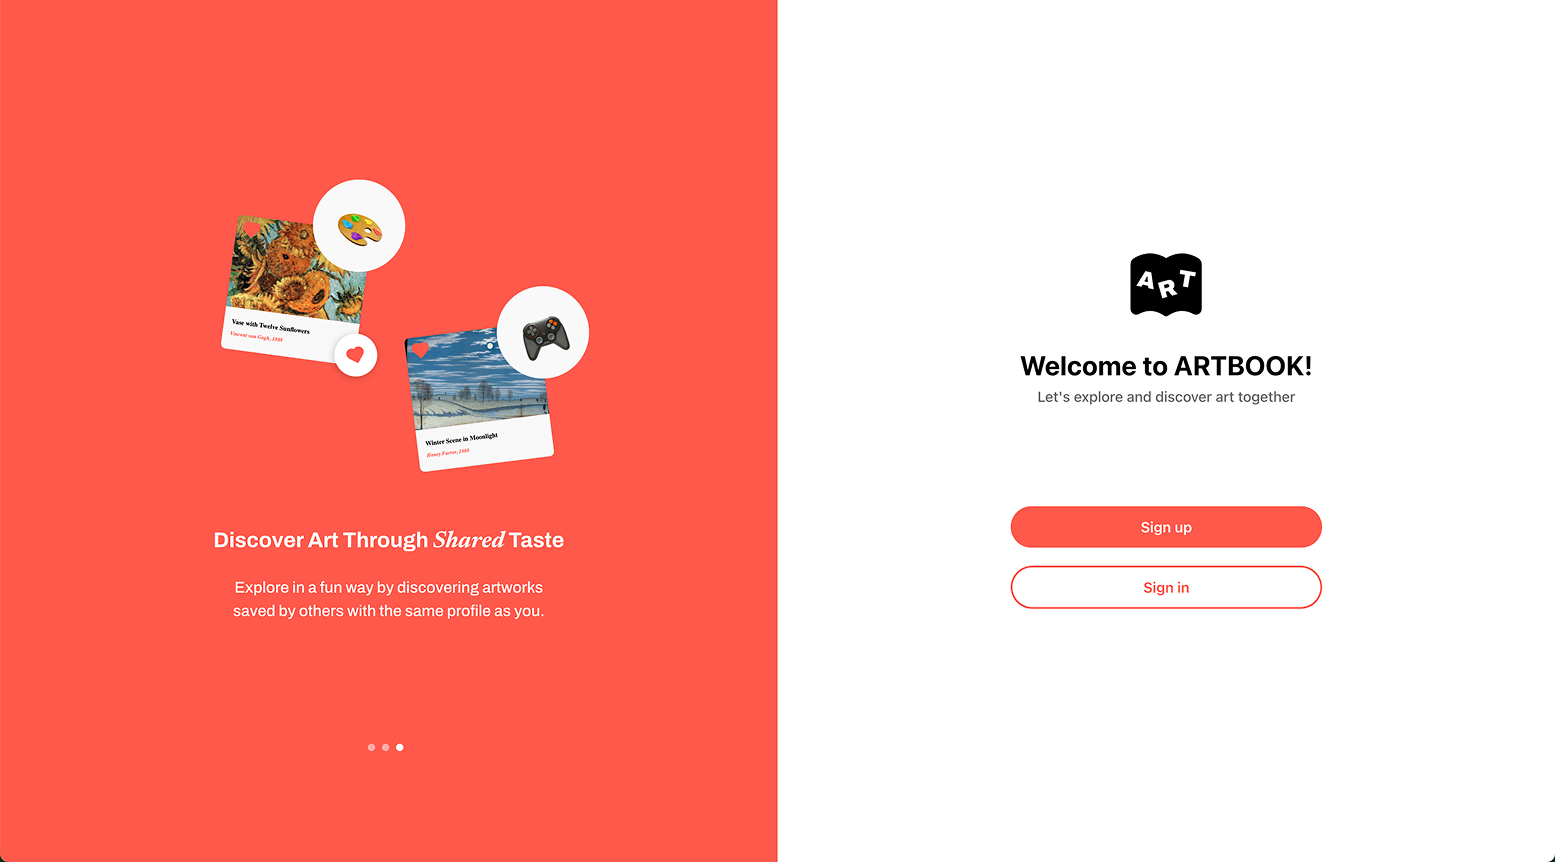 Vase with Twelve Sunflowers
Vincent van Gogh, 1888
Winter Scene in Moonlight
Henry Farrer, 1869
Discover Art Through Shared Taste
Explore in a fun way by discovering artworks
saved by others with the same profile as you.
ART
Welcome to ARTBOOK!
Let's explore and discover art together
Sign up
Sign in